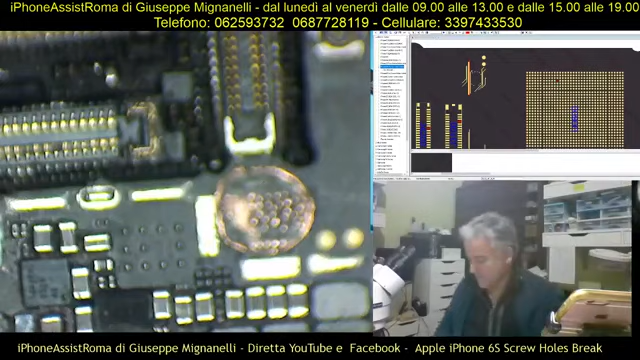 iPhoneAssistRoma di Giuseppe Mignanelli - dal lunedì al venerdì dalle 09.00 alle 13.00 e dalle 15.00 alle 19.00
Telefono: 062593732 0687728119 - Cellulare: 3397433530
iPhoneAssistRoma di Giuseppe Mignanelli - Diretta YouTube e Facebook - Apple iPhone 6S Screw Holes Break